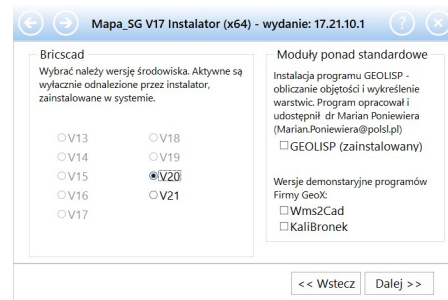 Mapa_SG V17 Instalator (x64) - wydanie: 17.21.10.1
Bricscad
Wybrać należy wersję środowiska. Aktywne są
wyłacznie odnalezione przez instalator,
zainstalowane w systemie.
V13
V18
V14
V19
V15
V20
V16
V21
V17
Moduły ponad standardowe
Instalacja programu GEOLISP -
obliczanie objętości i wykreślenie
warstwic. Program opracował i
udostępnił dr Marian Poniewiera
(Marian.Poniewiera@polsl.pl)
GEOLISP (zainstalowany)
Wersje demonstaryjne programów
Firmy GeoX:
Wms2Cad
KaliBronek
<< Wstecz
Dalej >>